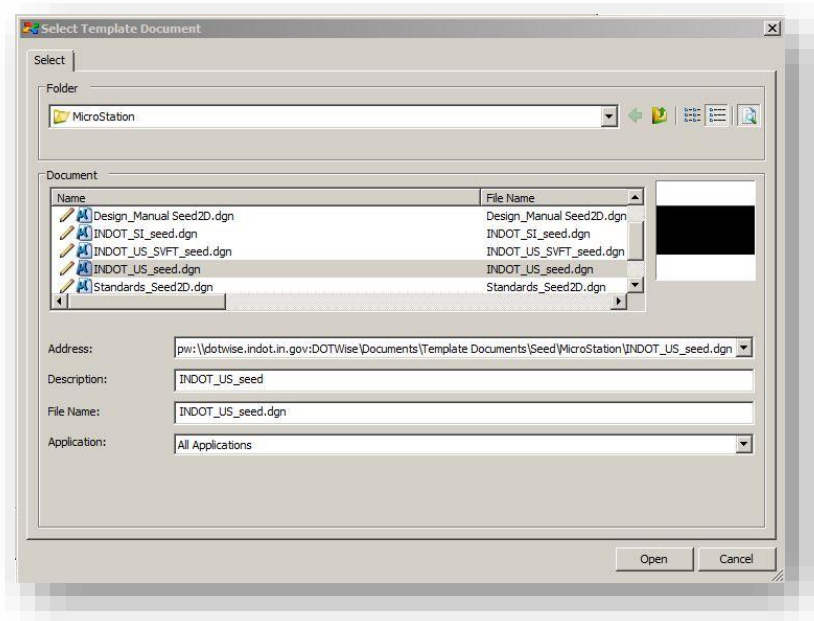 Select Template Document
Select
Folder
MicroStation
Document
Name File Name
Design_Manual Seed2D.dgn Design_Manual Seed2D.dgn
INDOT_SI_seed.dgn INDOT_SI_seed.dgn
INDOT_US_SVFT_seed.dgn INDOT_US_SVFT_seed.dgn
INDOT_US_seed.dgn INDOT_US_seed.dgn
Standards_Seed2D.dgn Standards_Seed2D.dgn
Address: pw:\\dotwise.indot.in.gov:DOTWise\Documents\Template Documents\Seed\MicroStation\INDOT_US_seed.dgn
Description: INDOT_US_seed
File Name: INDOT_US_seed.dgn
Application: All Applications
Open Cancel